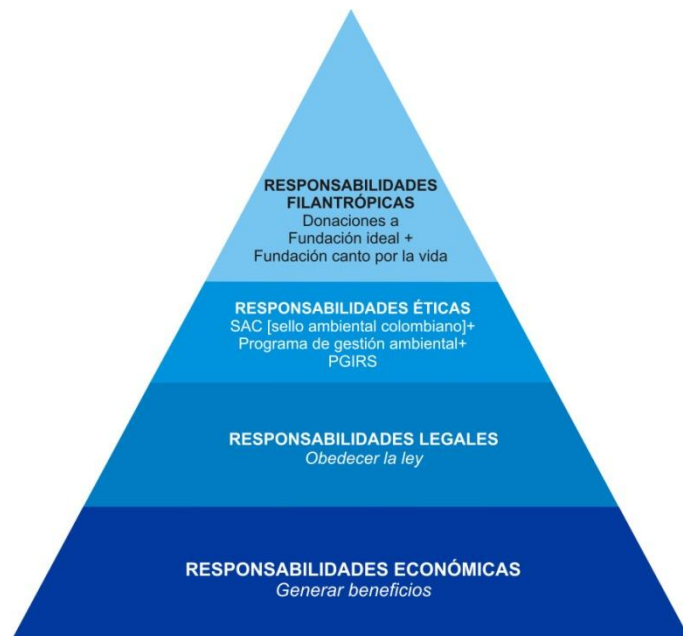 RESPONSABILIDADES
FILANTRÓPICAS
Donaciones a
Fundación ideal +
Fundación canto por la vida
RESPONSABILIDADES ÉTICAS
SAC [sello ambiental colombiano]+
Programa de gestión ambiental+
PGIRS
RESPONSABILIDADES LEGALES
Obedecer la ley
RESPONSABILIDADES ECONÓMICAS
Generar beneficios